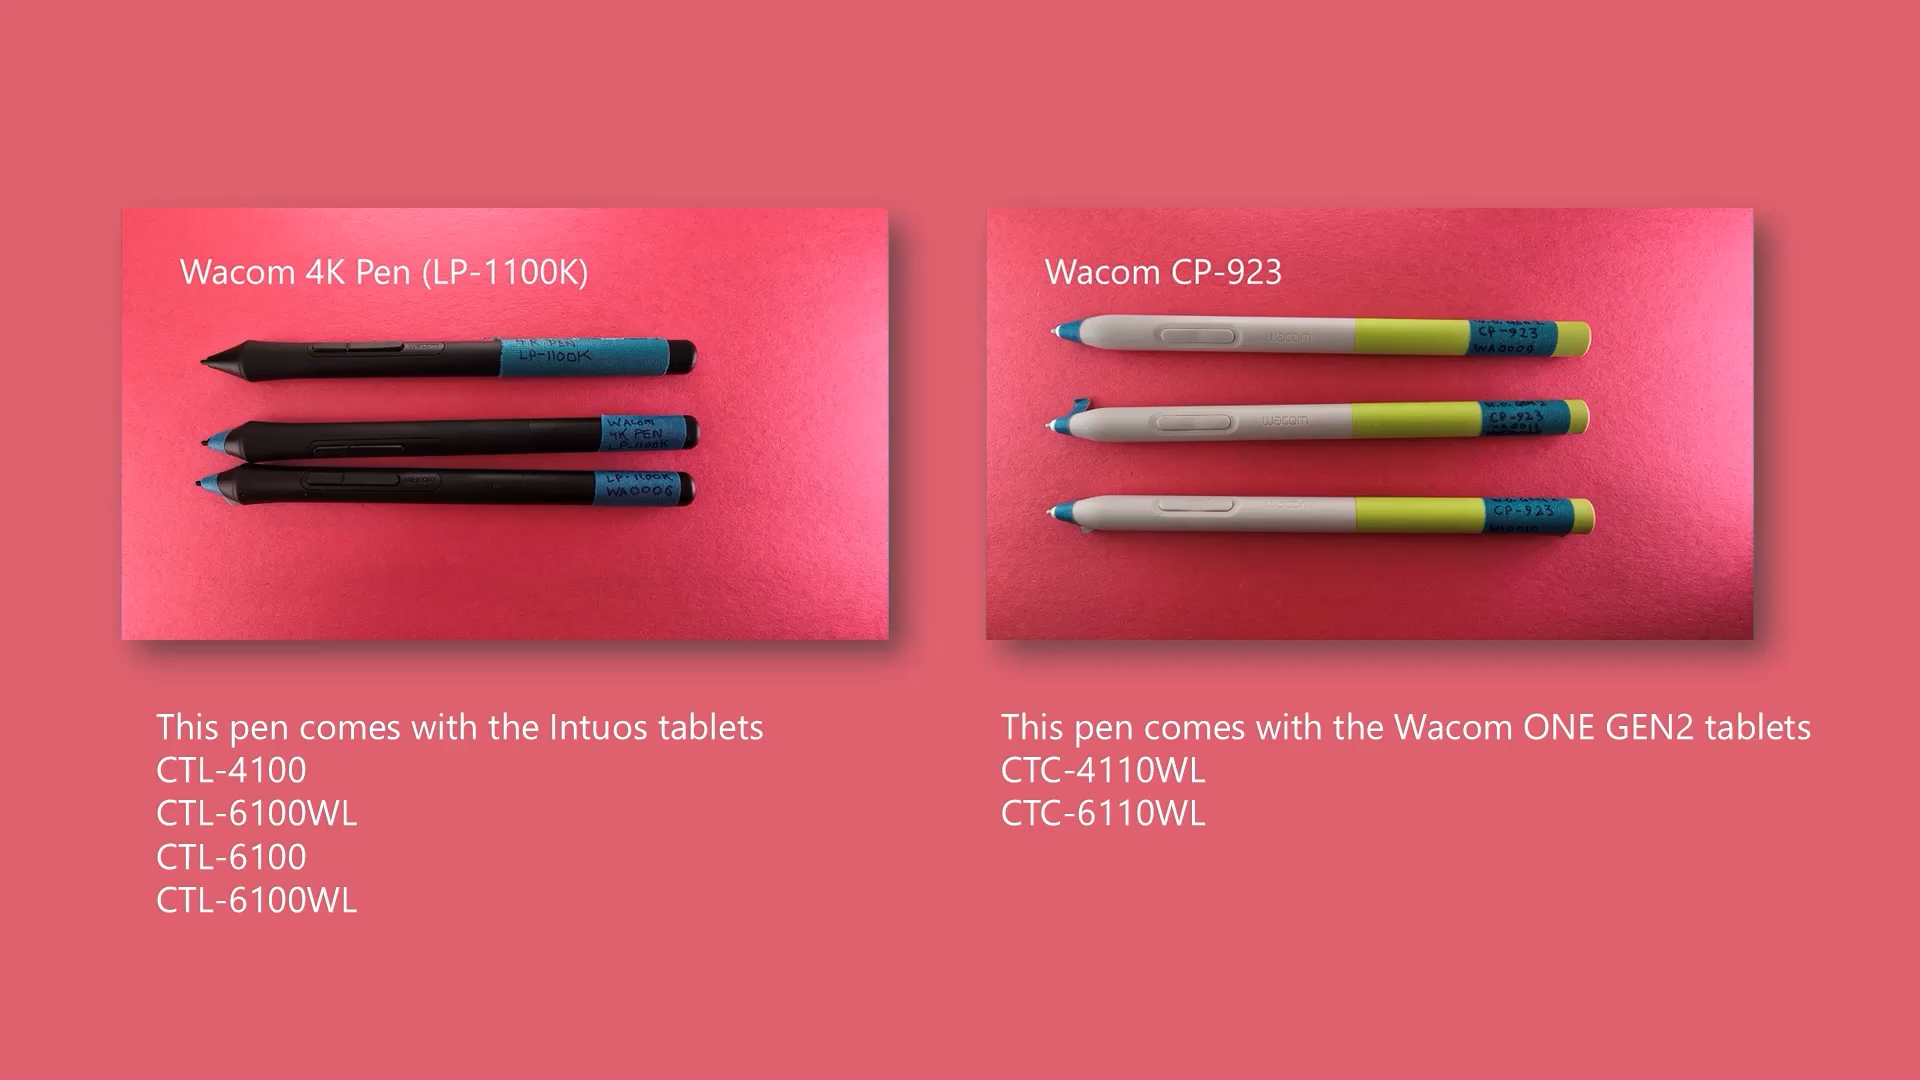 Wacom 4K Pen (LP-1100K)
4K PEN
LP-1100K
WACOM
4K PEN
LP-1100K
LP-1100K
WA0006
This pen comes with the Intuos tablets
CTL-4100
CTL-6100WL
CTL-6100
CTL-6100WL
Wacom CP-923
wacom
CP-923
WA0009
wacom
CP-923
wacom
CP-923
This pen comes with the Wacom ONE GEN2 tablets
CTC-4110WL
CTC-6110WL